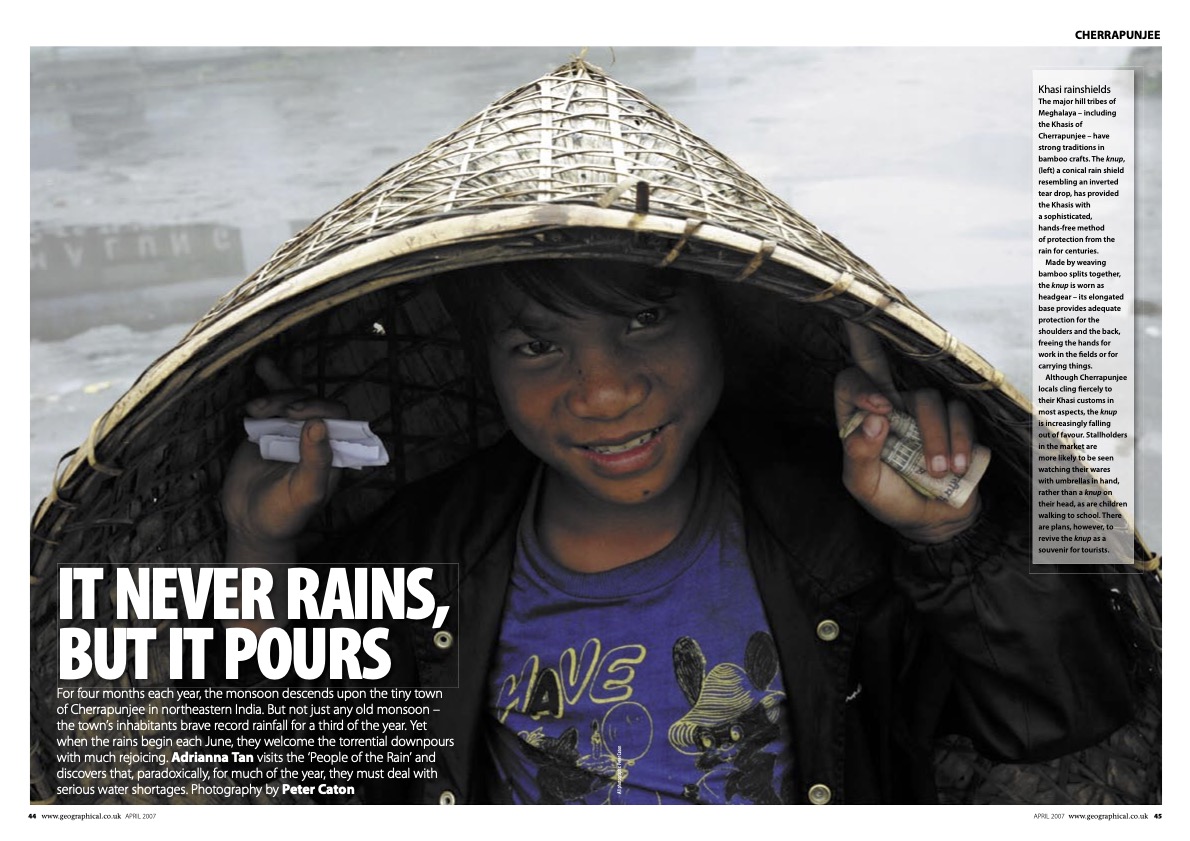 CHERRAPUNJEE
Khasi rainshields
The major hill tribes of
Meghalaya – including
the Khasis of
Cherrapunjee – have
strong traditions in
bamboo crafts. The knup,
(left) a conical rain shield
resembling an inverted
tear drop, has provided
the Khasis with
a sophisticated,
hands-free method
of protection from the
rain for centuries.
Made by weaving
bamboo splits together,
the knup is worn as
headgear – its elongated
base provides adequate
protection for the
shoulders and the back,
freeing the hands for
work in the fields or for
carrying things.
Although Cherrapunjee
locals cling fiercely to
their Khasi customs in
most aspects, the knup
is increasingly falling
out of favour. Stallholders
in the market are
more likely to be seen
watching their wares
with umbrellas in hand,
rather than a knup on
their head, as are children
walking to school. There
are plans, however, to
revive the knup as a
souvenir for tourists.
IT NEVER RAINS,
BUT IT POURS
For four months each year, the monsoon descends upon the tiny town
of Cherrapunjee in northeastern India. But not just any old monsoon –
the town's inhabitants brave record rainfall for a third of the year. Yet
when the rains begin each June, they welcome the torrential downpours
with much rejoicing. Adrianna Tan visits the 'People of the Rain' and
discovers that, paradoxically, for much of the year, they must deal with
serious water shortages. Photography by Peter Caton
HAVE
44 www.geographical.co.uk APRIL 2007
APRIL 2007 www.geographical.co.uk 45